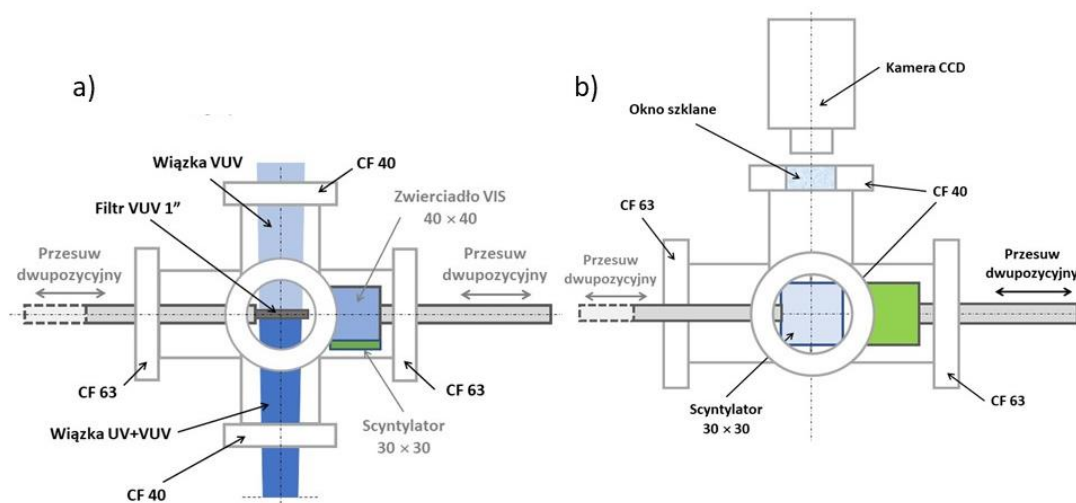 a)
Wiązka VUV
CF 40
Filtr VUV 1”
Zwierciadło VIS
40 × 40
Przesuw
dwupozycyjny
Przesuw
dwupozycyjny
CF 63
CF 63
Wiązka UV+VUV
Scyntylator
30 × 30
CF 40
b)
Kamera CCD
Okno szklane
CF 40
CF 63
Przesuw
dwupozycyjny
Przesuw
dwupozycyjny
Scyntylator
30 × 30
CF 63